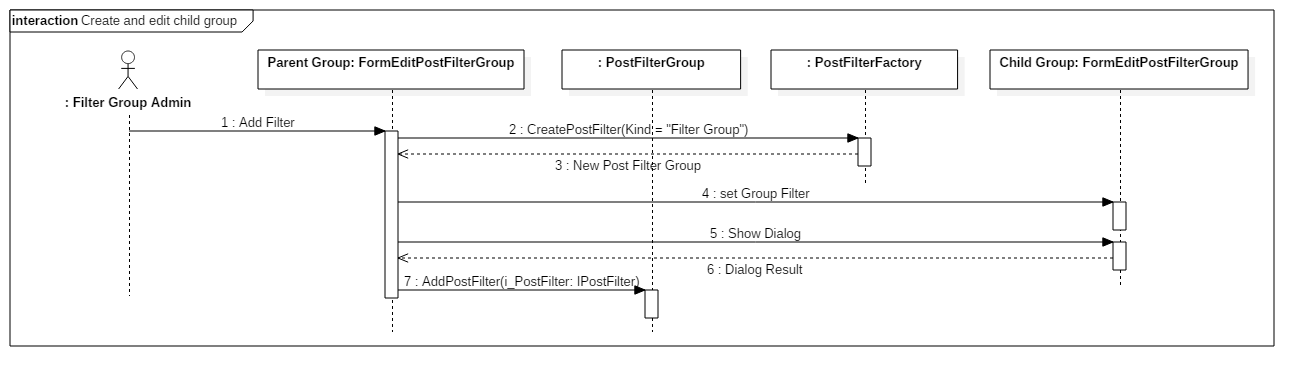 interaction Create and edit child group
: Filter Group Admin
Parent Group: FormEditPostFilterGroup
: PostFilterGroup
: PostFilterFactory
Child Group: FormEditPostFilterGroup
1 : Add Filter
2 : CreatePostFilter(Kind = "Filter Group")
3 : New Post Filter Group
4 : set Group Filter
5 : Show Dialog
6 : Dialog Result
7 : AddPostFilter(i_PostFilter: IPostFilter)